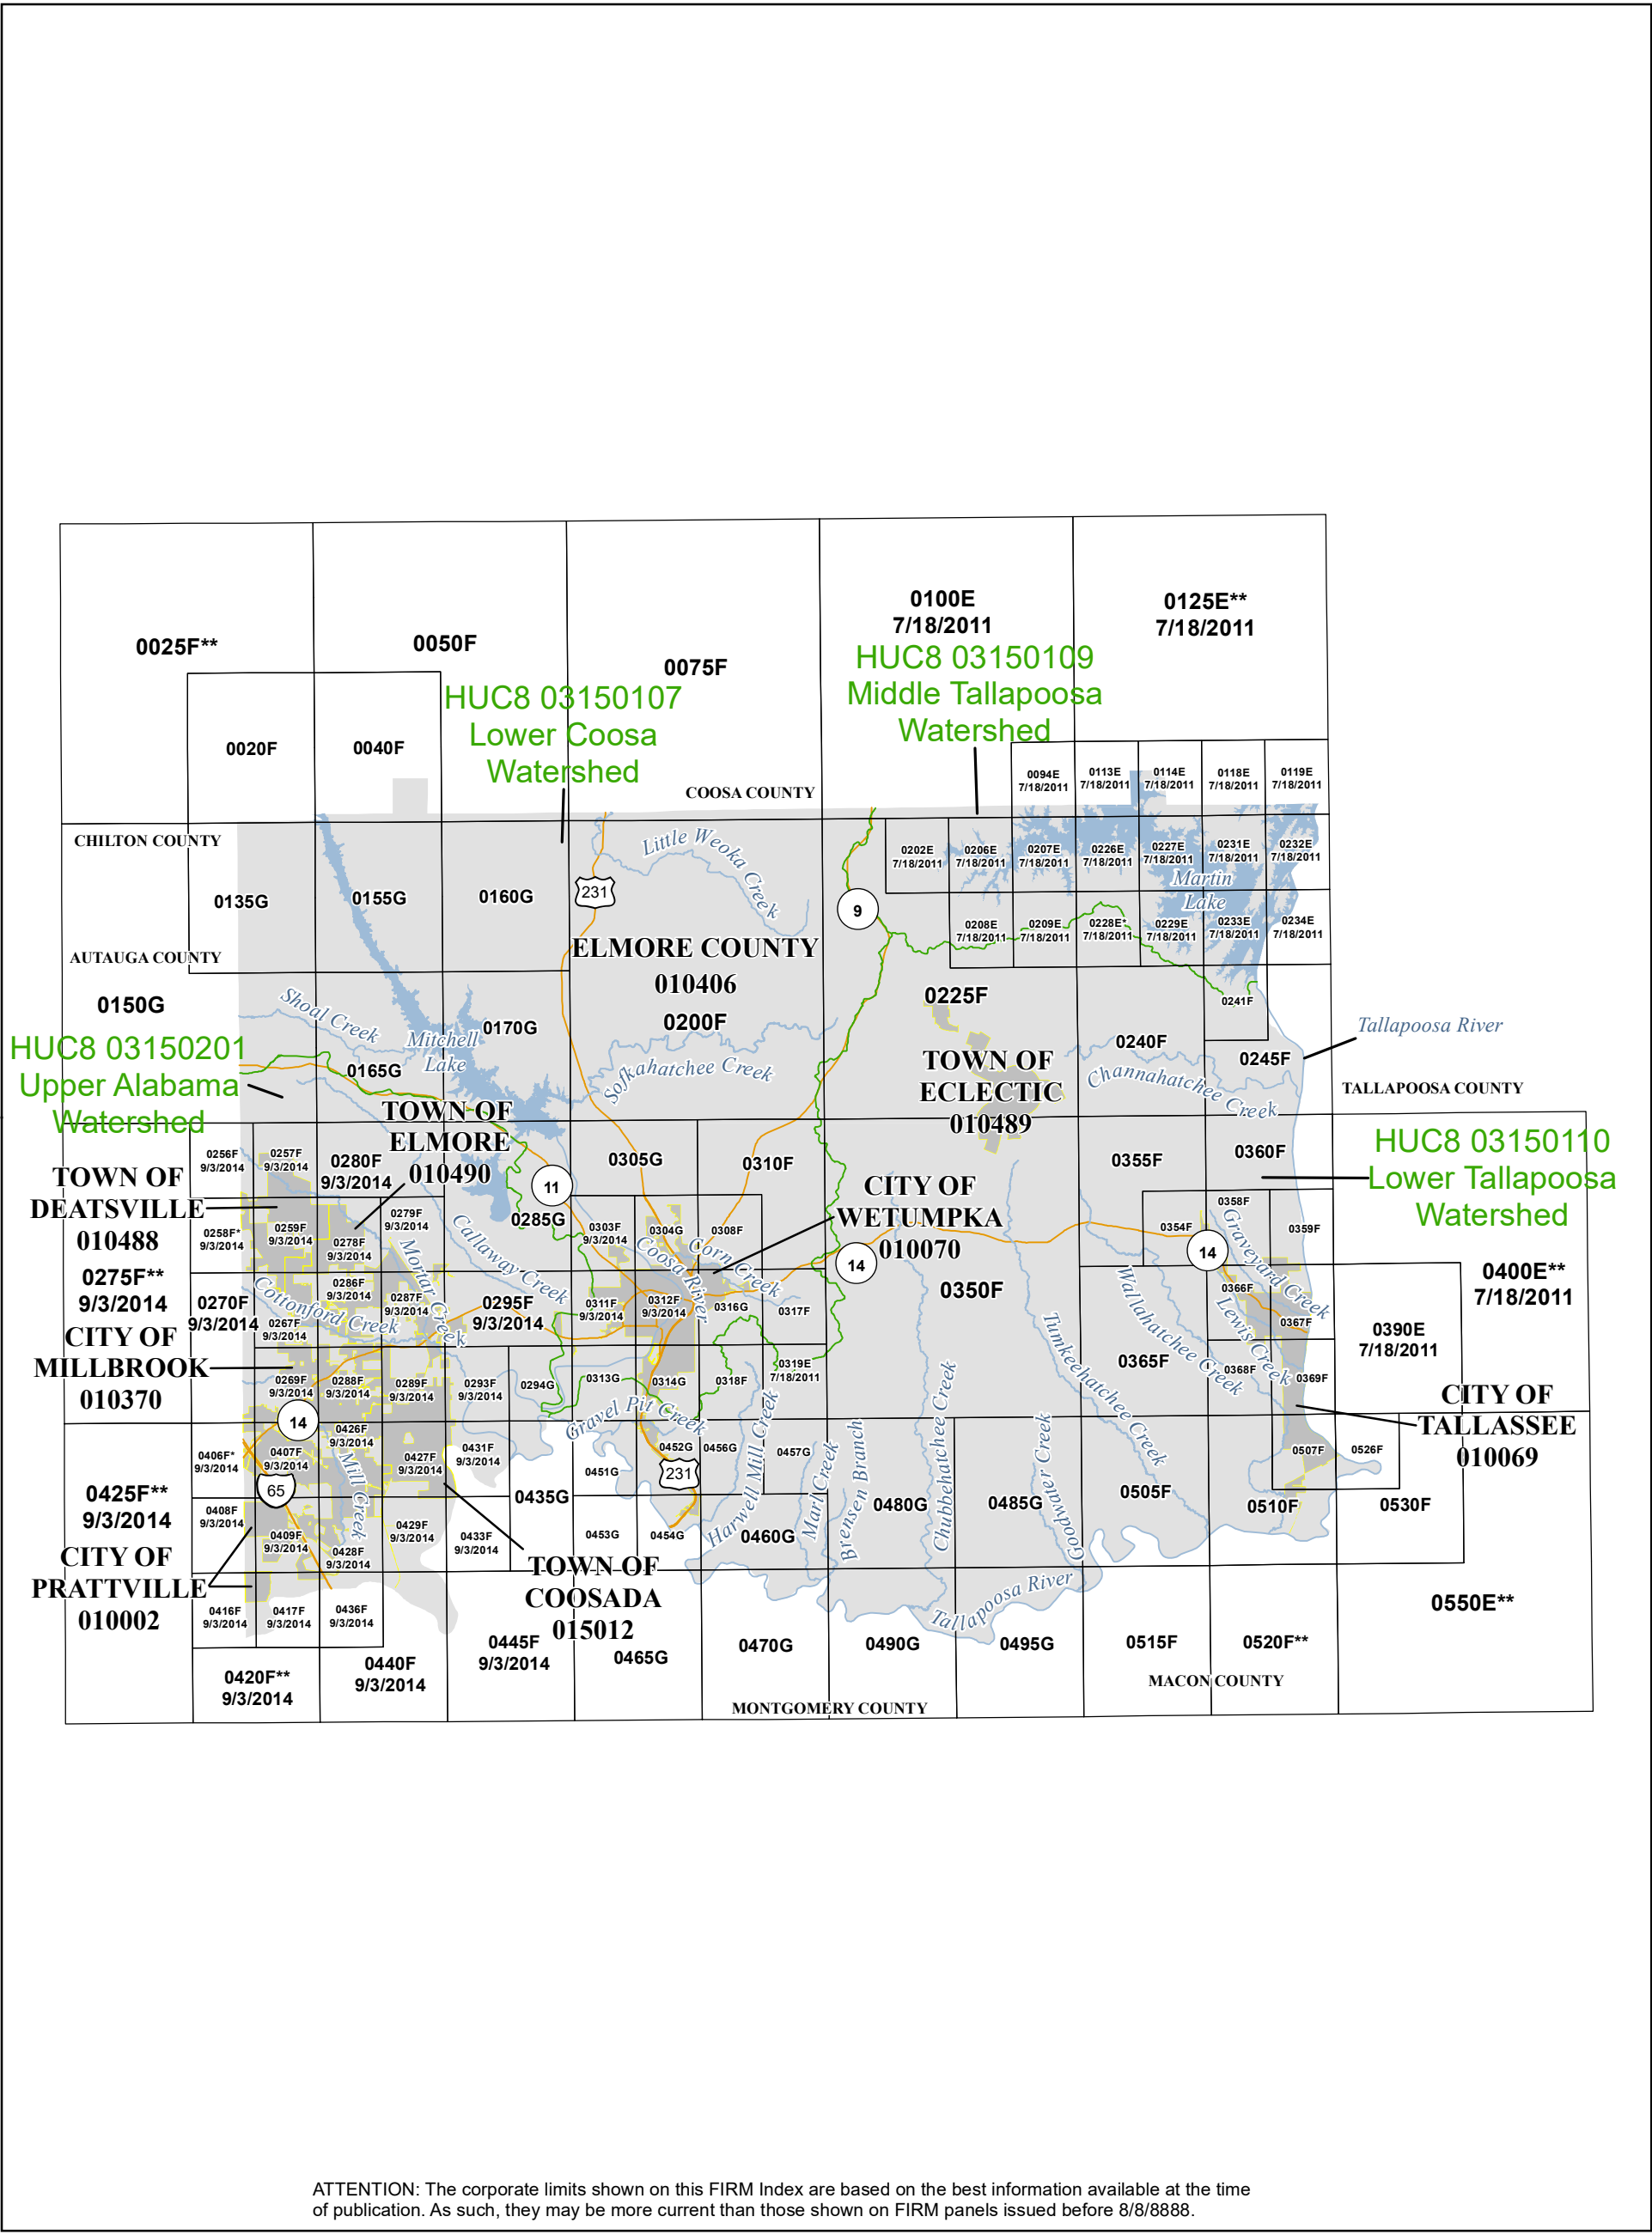 0025F**
0050F
0075F
0100E
7/18/2011
0125E**
7/18/2011
HUC8 03150107
Lower Coosa
Watershed
HUC8 03150109
Middle Tallapoosa
Watershed
0020F
0040F
0094E
7/18/2011
0113E
7/18/2011
0114E
7/18/2011
0118E
7/18/2011
0119E
7/18/2011
COOSA COUNTY
CHILTON COUNTY
AUTAUGA COUNTY
0135G
0155G
0160G
231
Little Weoka Creek
9
0202E
7/18/2011
0206E
7/18/2011
0207E
7/18/2011
0226E
7/18/2011
0227E
7/18/2011
0231E
7/18/2011
0232E
7/18/2011
Martin
Lake
0208E
7/18/2011
0209E
7/18/2011
0228E*
7/18/2011
0229E
7/18/2011
0233E
7/18/2011
0234E
7/18/2011
ELMORE COUNTY
010406
0200F
0150G
Shoal Creek
Mitchell
Lake
0170G
0165G
Sofkahatchee Creek
0225F
TOWN OF
ECLECTIC
010489
0240F
0241F
0245F
Channahatchee Creek
Tallapoosa River
TALLAPOOSA COUNTY
HUC8 03150201
Upper Alabama
Watershed
TOWN OF
ELMORE
010490
0256F
9/3/2014
0257F
9/3/2014
0280F
9/3/2014
0305G
0310F
0355F
0360F
HUC8 03150110
Lower Tallapoosa
Watershed
TOWN OF
DEATSVILLE
010488
0258F*
9/3/2014
0259F
9/3/2014
0278F
9/3/2014
0279F
9/3/2014
11
0285G
0303F
9/3/2014
0304G
0308F
CITY OF
WETUMPKA
010070
14
0354F
0358F
0359F
14
Mortar Creek
Callaway Creek
Coosa River
Corn Creek
Graveyard Creek
0275F**
9/3/2014
0270F
9/3/2014
0267F
9/3/2014
0286F
9/3/2014
0287F
9/3/2014
Cottonford Creek
0295F
9/3/2014
0311F
9/3/2014
0312F
9/3/2014
0316G
0317F
0350F
0366F
0367F
0400E**
7/18/2011
0390E
7/18/2011
Wallahatchee Creek
Lewis Creek
Tumkeehatchee Creek
CITY OF
MILLBROOK
010370
0269F
9/3/2014
0288F
9/3/2014
0289F
9/3/2014
0293F
9/3/2014
0294G
0313G
0314G
0318F
0319E
7/18/2011
0365F
0368F
0369F
CITY OF
TALLASSEE
010069
14
Gravel Pit Creek
0406F*
9/3/2014
0407F
9/3/2014
0426F
9/3/2014
0427F
9/3/2014
0431F
9/3/2014
0435G
0451G
0452G
0456G
0457G
231
65
Mill Creek
Harwell Mill Creek
Marl Creek
Brensen Branch
Chubbehatchee Creek
Goodwater Creek
0480G
0485G
0505F
0507F
0526F
0510F
0530F
0425F**
9/3/2014
0408F
9/3/2014
0409F
9/3/2014
0428F
9/3/2014
0429F
9/3/2014
0433F
9/3/2014
0453G
0454G
0460G
CITY OF
PRATTVILLE
010002
TOWN OF
COOSADA
015012
Tallapoosa River
0550E**
0416F
9/3/2014
0417F
9/3/2014
0436F
9/3/2014
0420F**
9/3/2014
0440F
9/3/2014
0445F
9/3/2014
0465G
0470G
0490G
0495G
0515F
0520F**
MACON COUNTY
MONTGOMERY COUNTY
ATTENTION: The corporate limits shown on this FIRM Index are based on the best information available at the time
of publication. As such, they may be more current than those shown on FIRM panels issued before 8/8/8888.